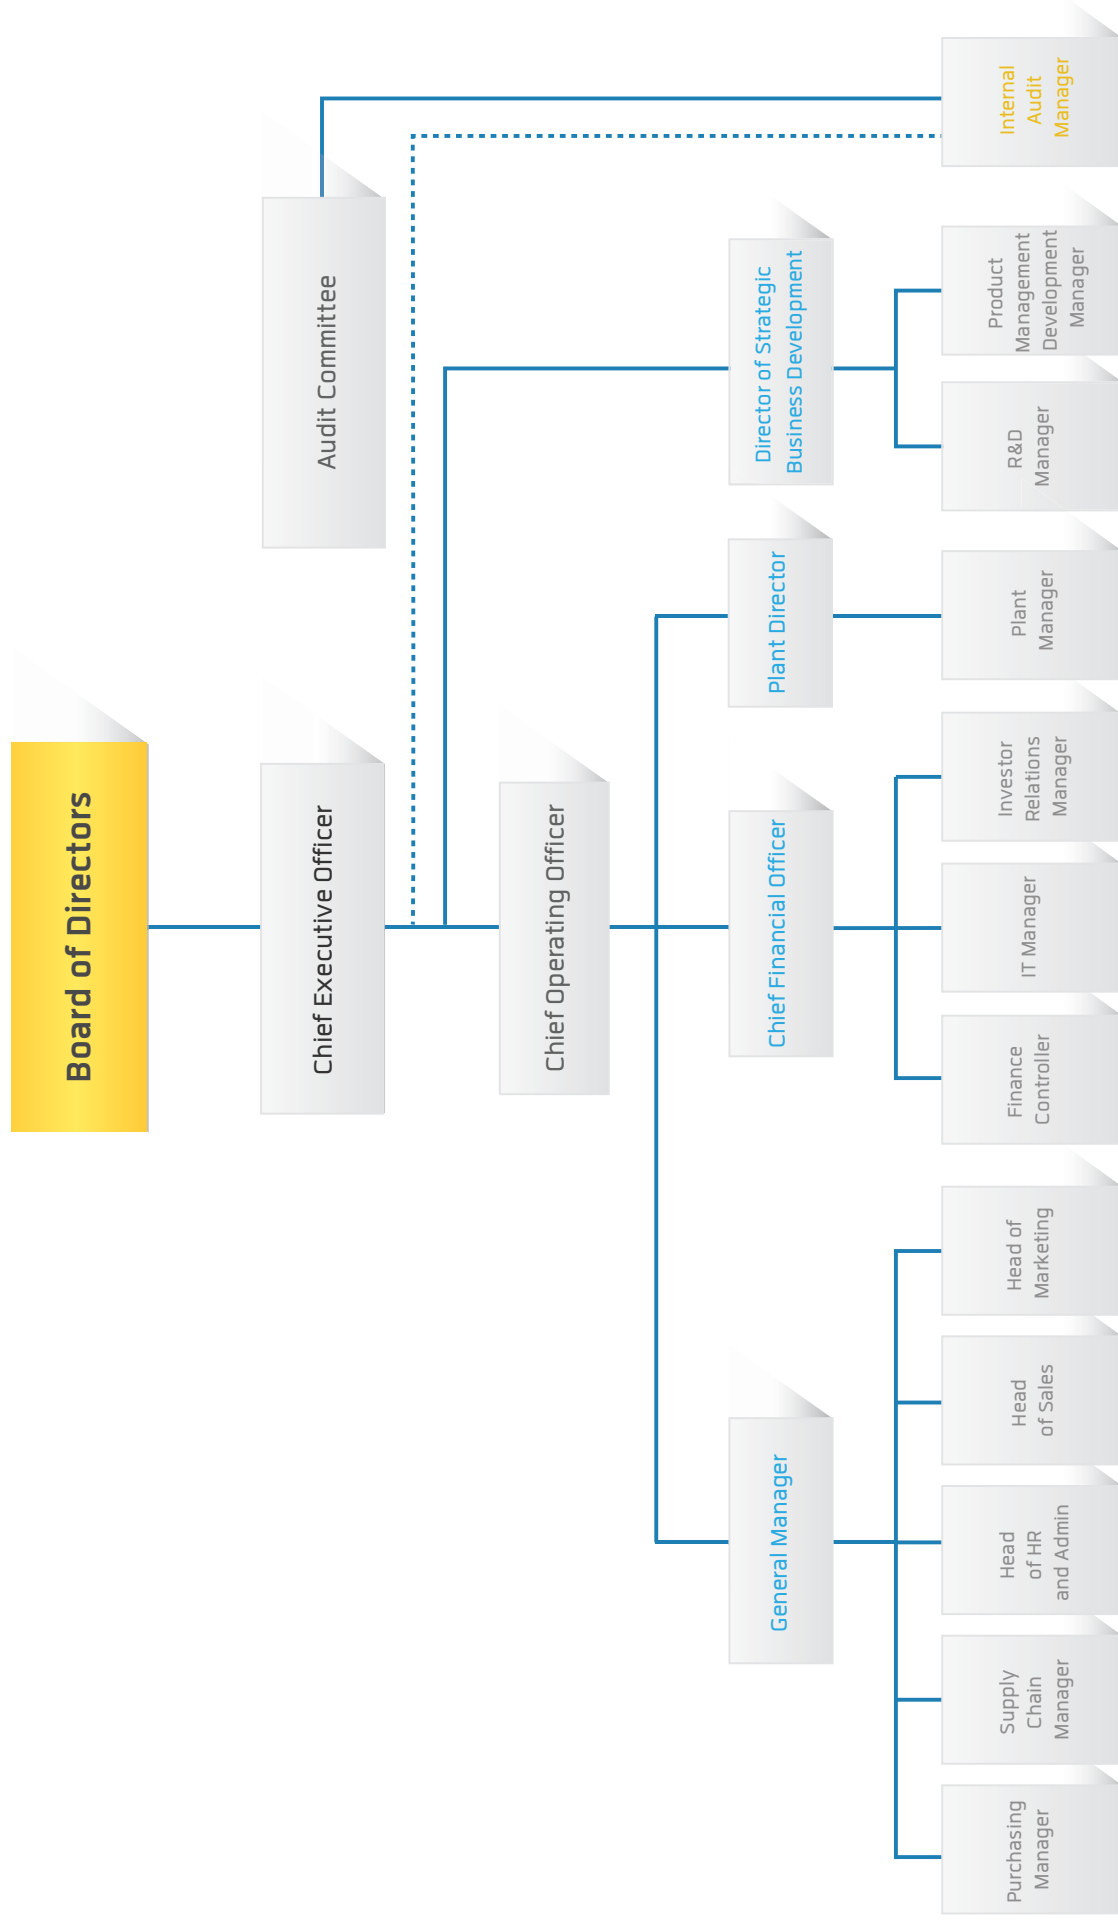 Board of Directors
Audit Committee
Chief Executive Officer
Chief Operating Officer
General Manager
Chief Financial Officer
Plant Director
Director of Strategic
Business Development
Purchasing
Manager
Supply
Chain
Manager
Head
of HR
and Admin
Head
of Sales
Head of
Marketing
Finance
Controller
IT Manager
Investor
Relations
Manager
Plant
Manager
R&D
Manager
Product
Management
Development
Manager
Internal
Audit
Manager